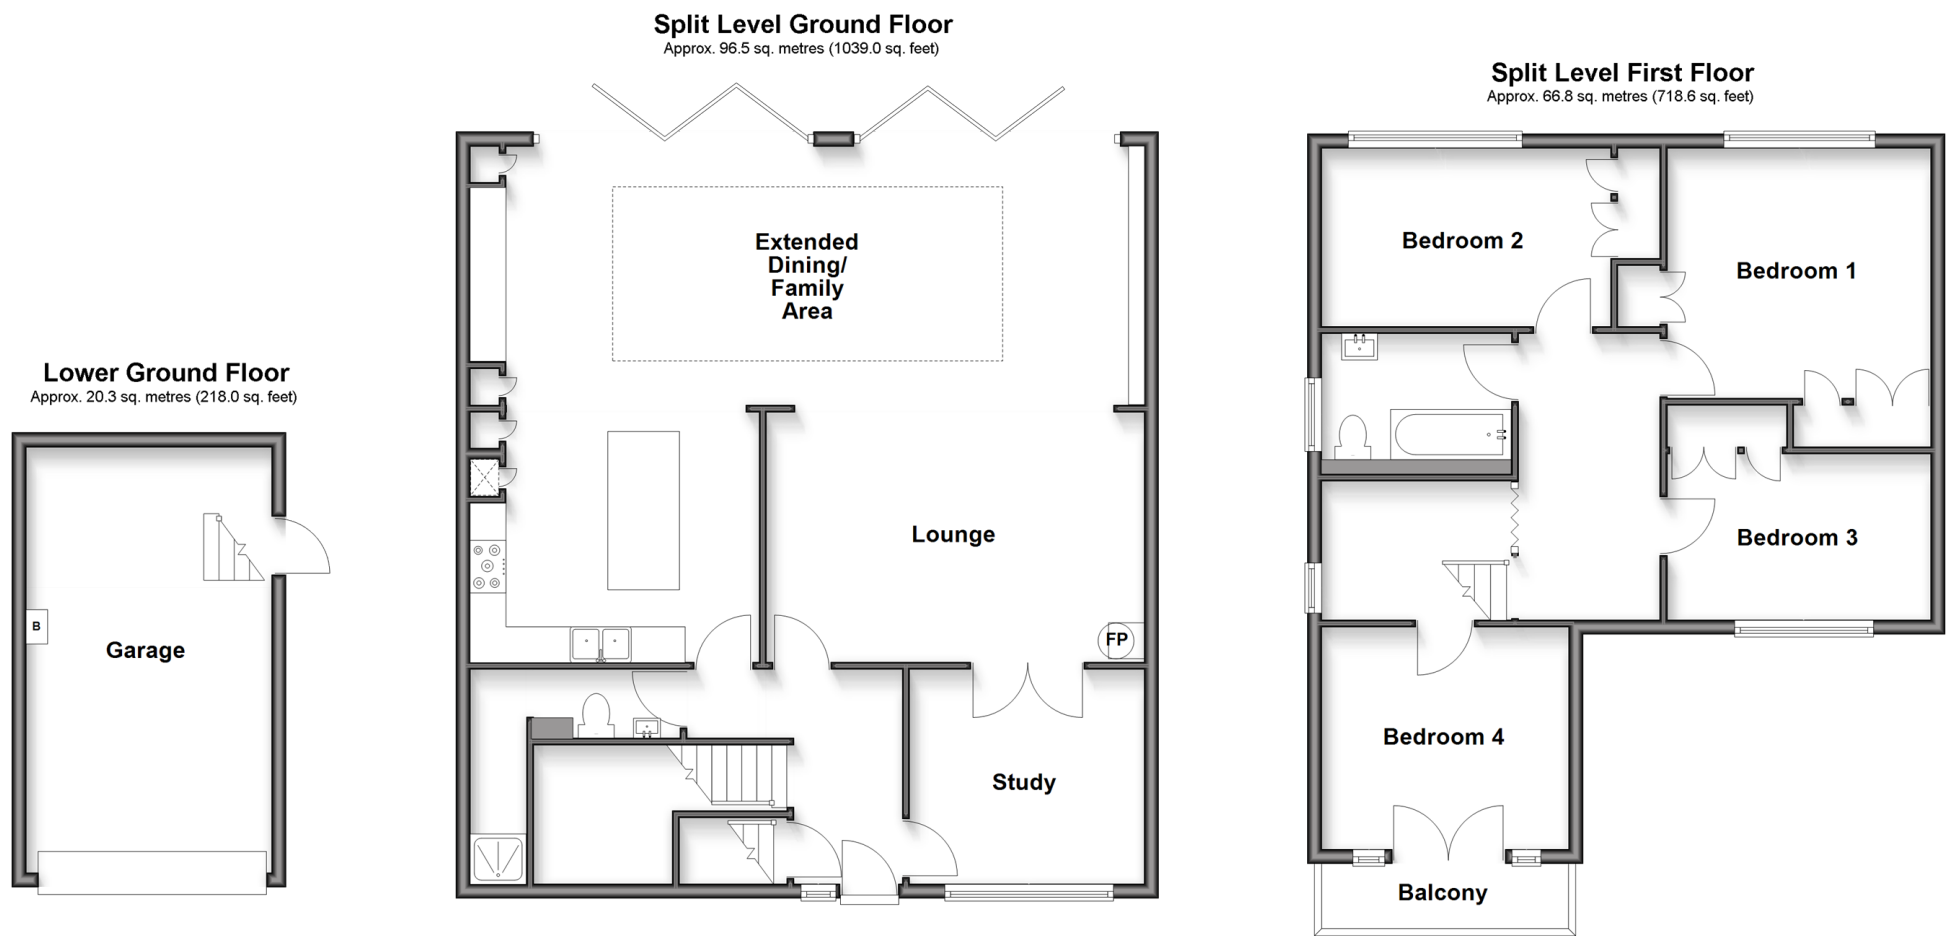 Split Level Ground Floor
Approx. 96.5 sq. metres (1039.0 sq. feet)
Split Level First Floor
Approx. 66.8 sq. metres (718.6 sq. feet)
Lower Ground Floor
Approx. 20.3 sq. metres (218.0 sq. feet)
Extended
Dining/
Family
Area
Bedroom 2
Bedroom 1
Lounge
Bedroom 3
B
Garage
FP
Study
Bedroom 4
Balcony